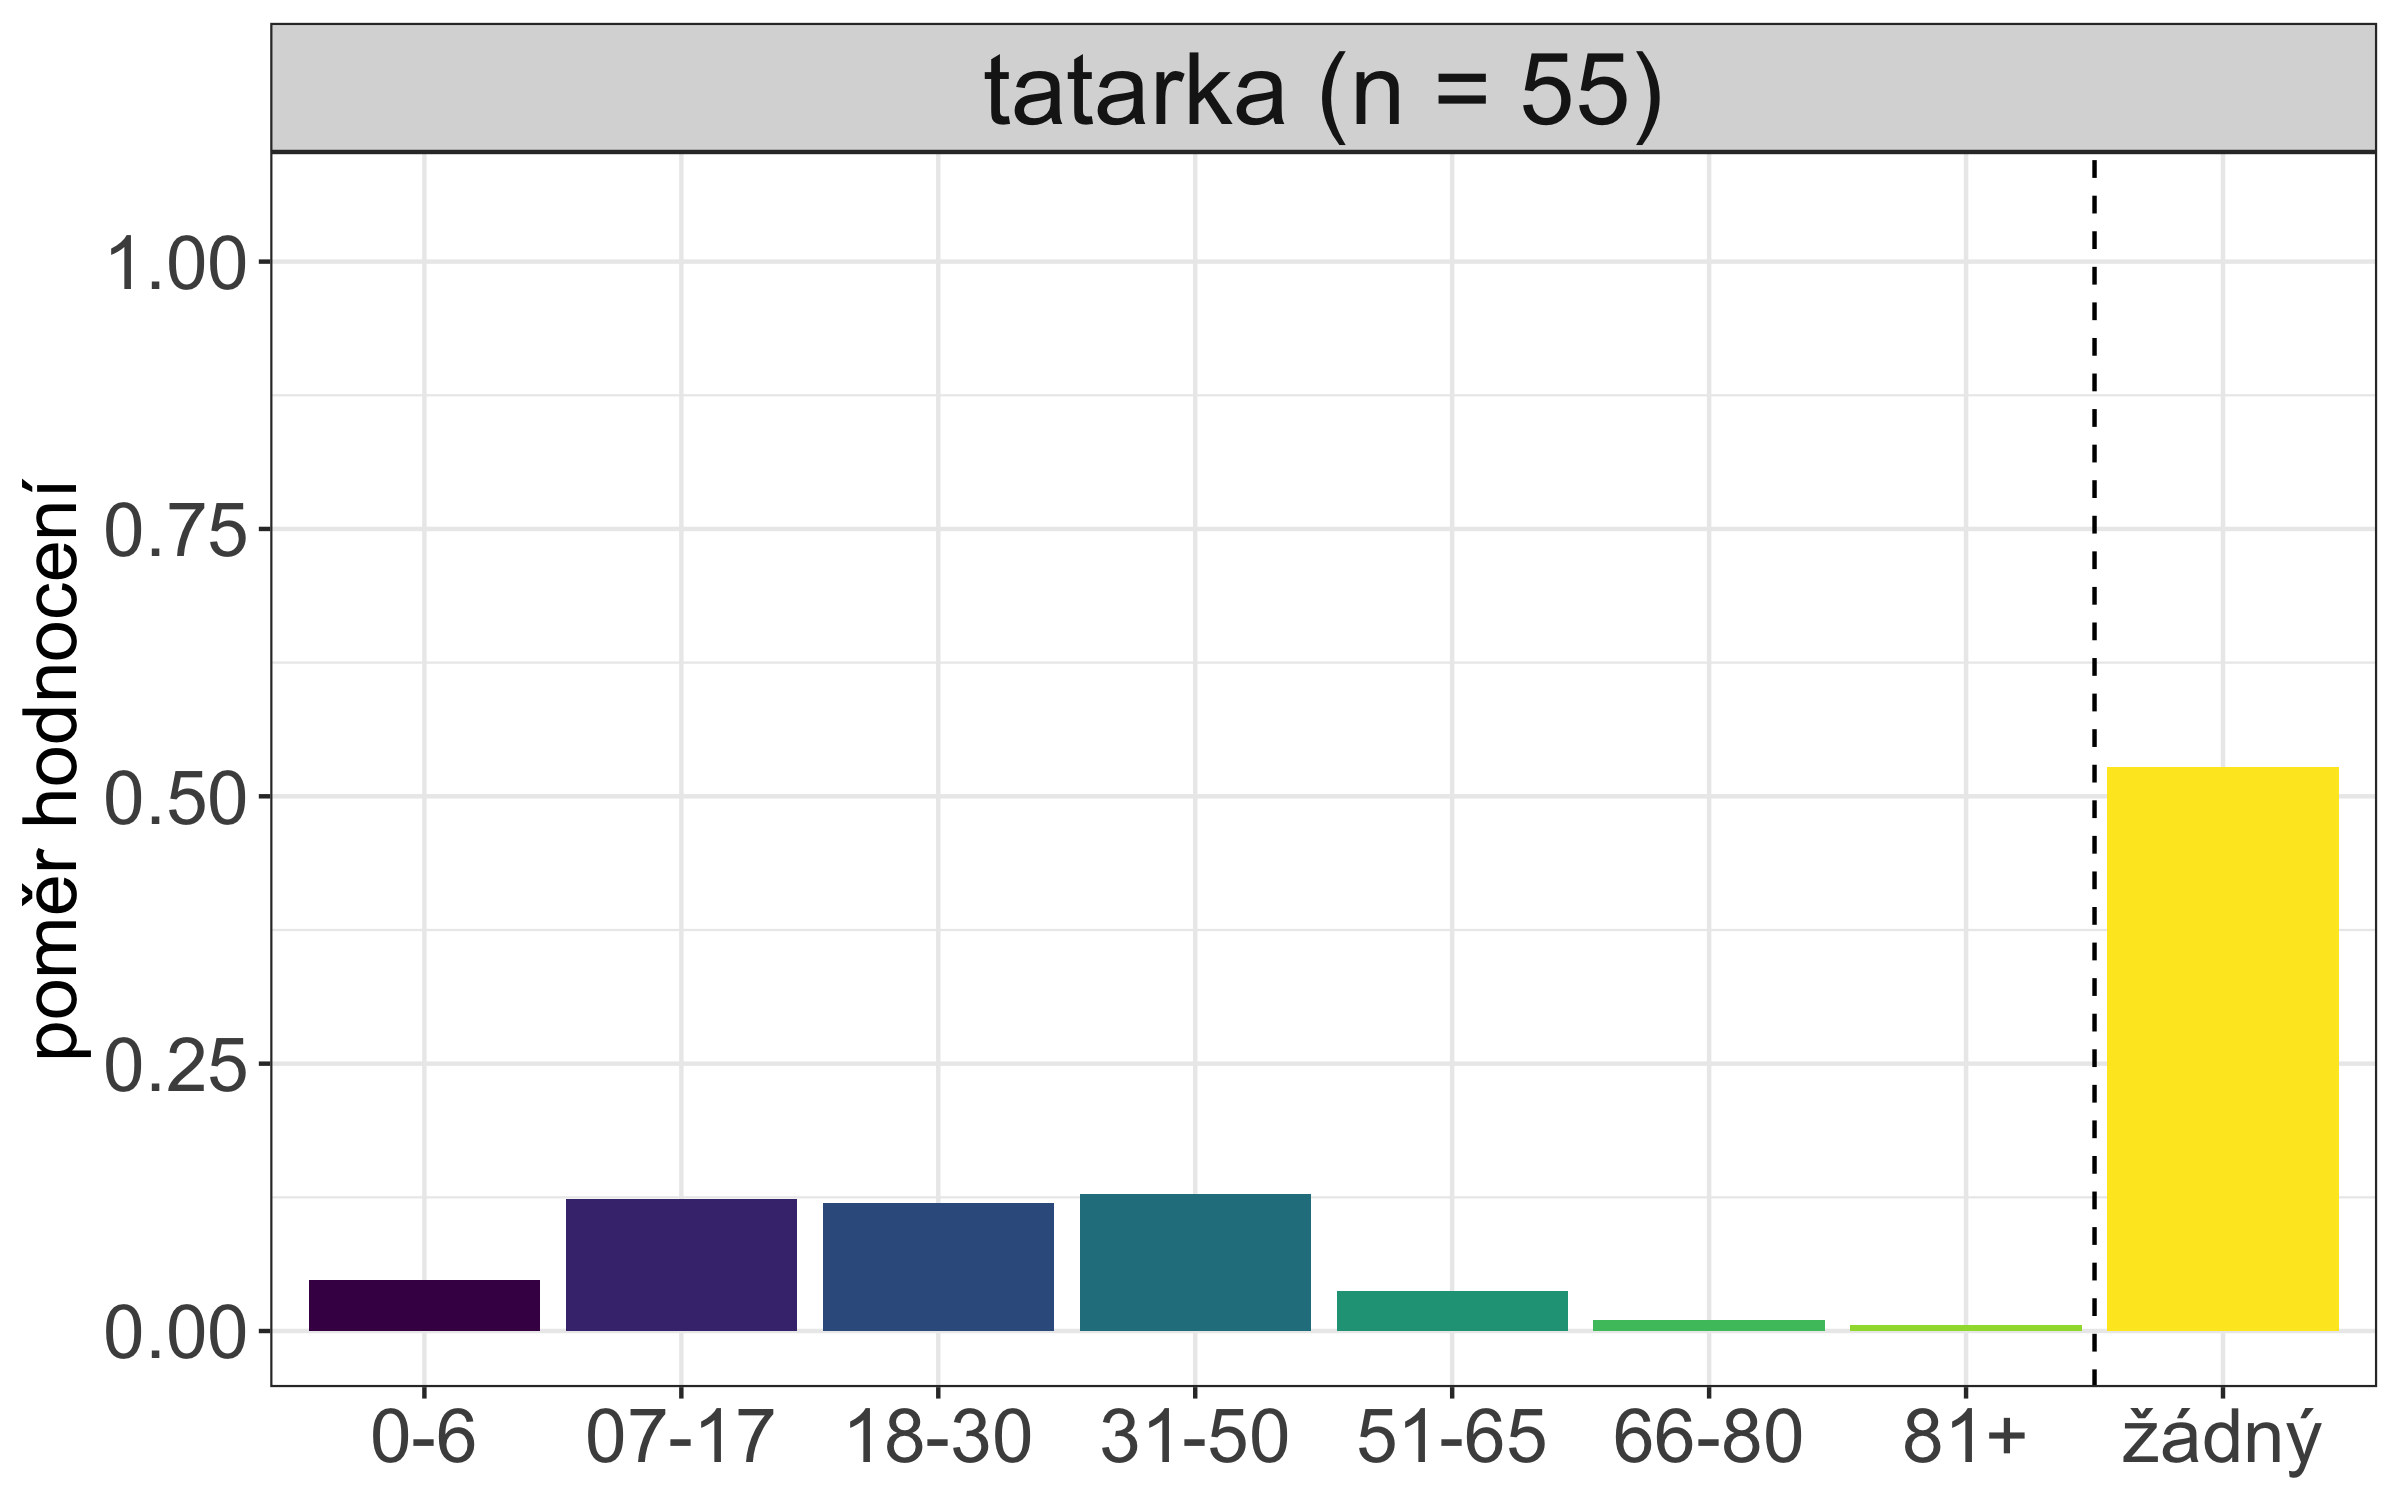 tatarka (n = 55)
poměr hodnocení
1.00
0.75
0.50
0.25
0.00
0-6 07-17 18-30 31-50 51-65 66-80 81+ žádný